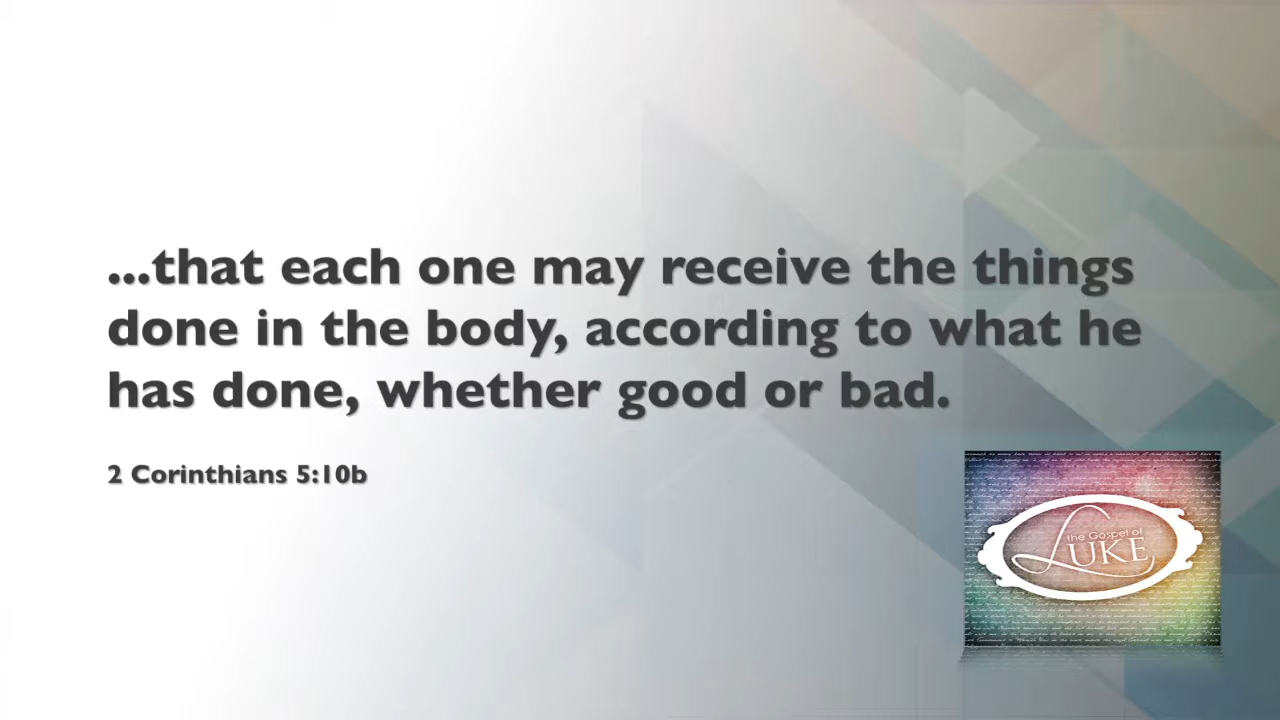 ...that each one may receive the things
done in the body, according to what he
has done, whether good or bad.
2 Corinthians 5:10b
the Gospel of
LUKE